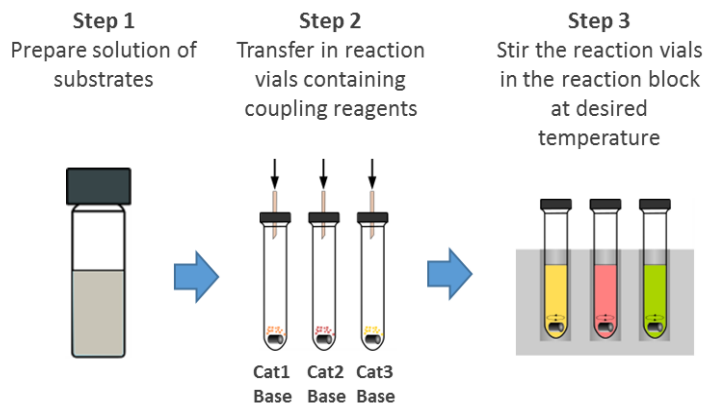 Step 1
Prepare solution of
substrates
Step 2
Transfer in reaction
vials containing
coupling reagents
Step 3
Stir the reaction vials
in the reaction block
at desired
temperature
Cat1 Cat2 Cat3
Base Base Base